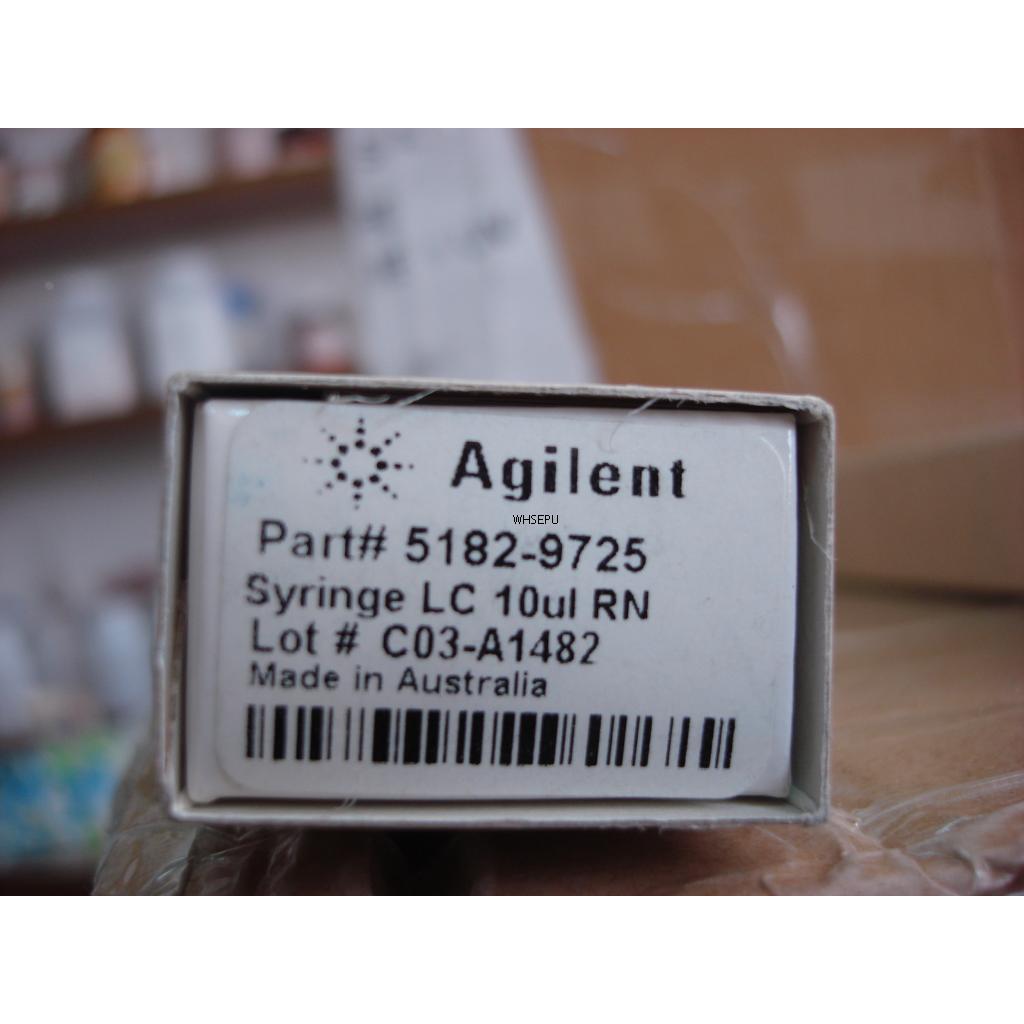 Agilent
WHSEPU
Part# 5182-9725
Syringe LC 10ul RN
Lot # C03-A1482
Made in Australia